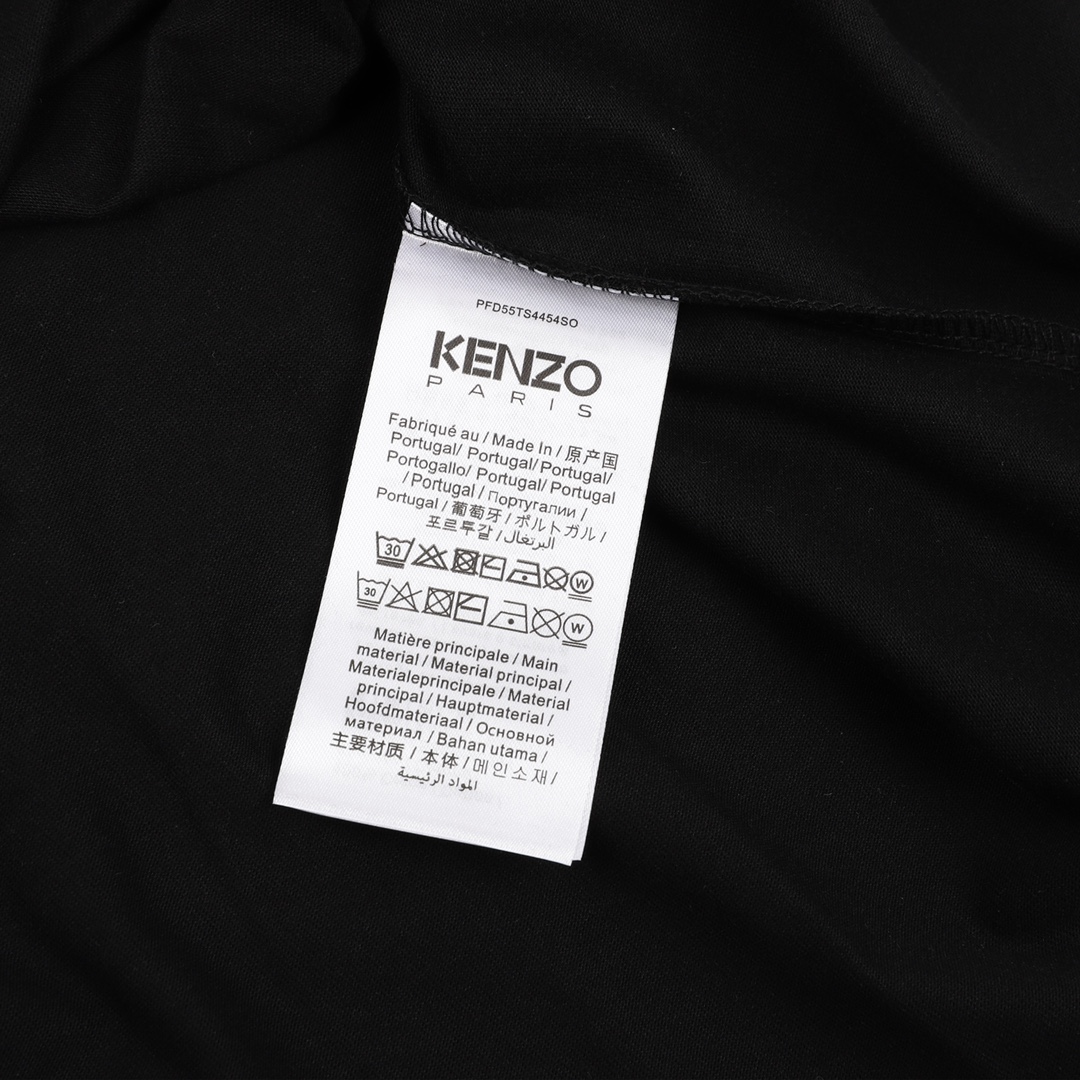 PFD55TS4454SO
KENZO
PARIS
Fabriqué au / Made In / 原产国
Portugal/ Portugal/ Portugal/
Portogallo/ Portugal/ Portugal
/ Portugal / Португалии /
Portugal / 葡萄牙 / ポルトガル /
포르투갈 / البرتغال
30 W
30 W
Matière principale / Main
material / Material principal /
Materialeprincipale / Material
principal / Hauptmaterial /
Hoofdmateriaal / Основной
материал / Bahan utama /
主要材质 / 本体 / 메인소재 /
المواد الرئيسية